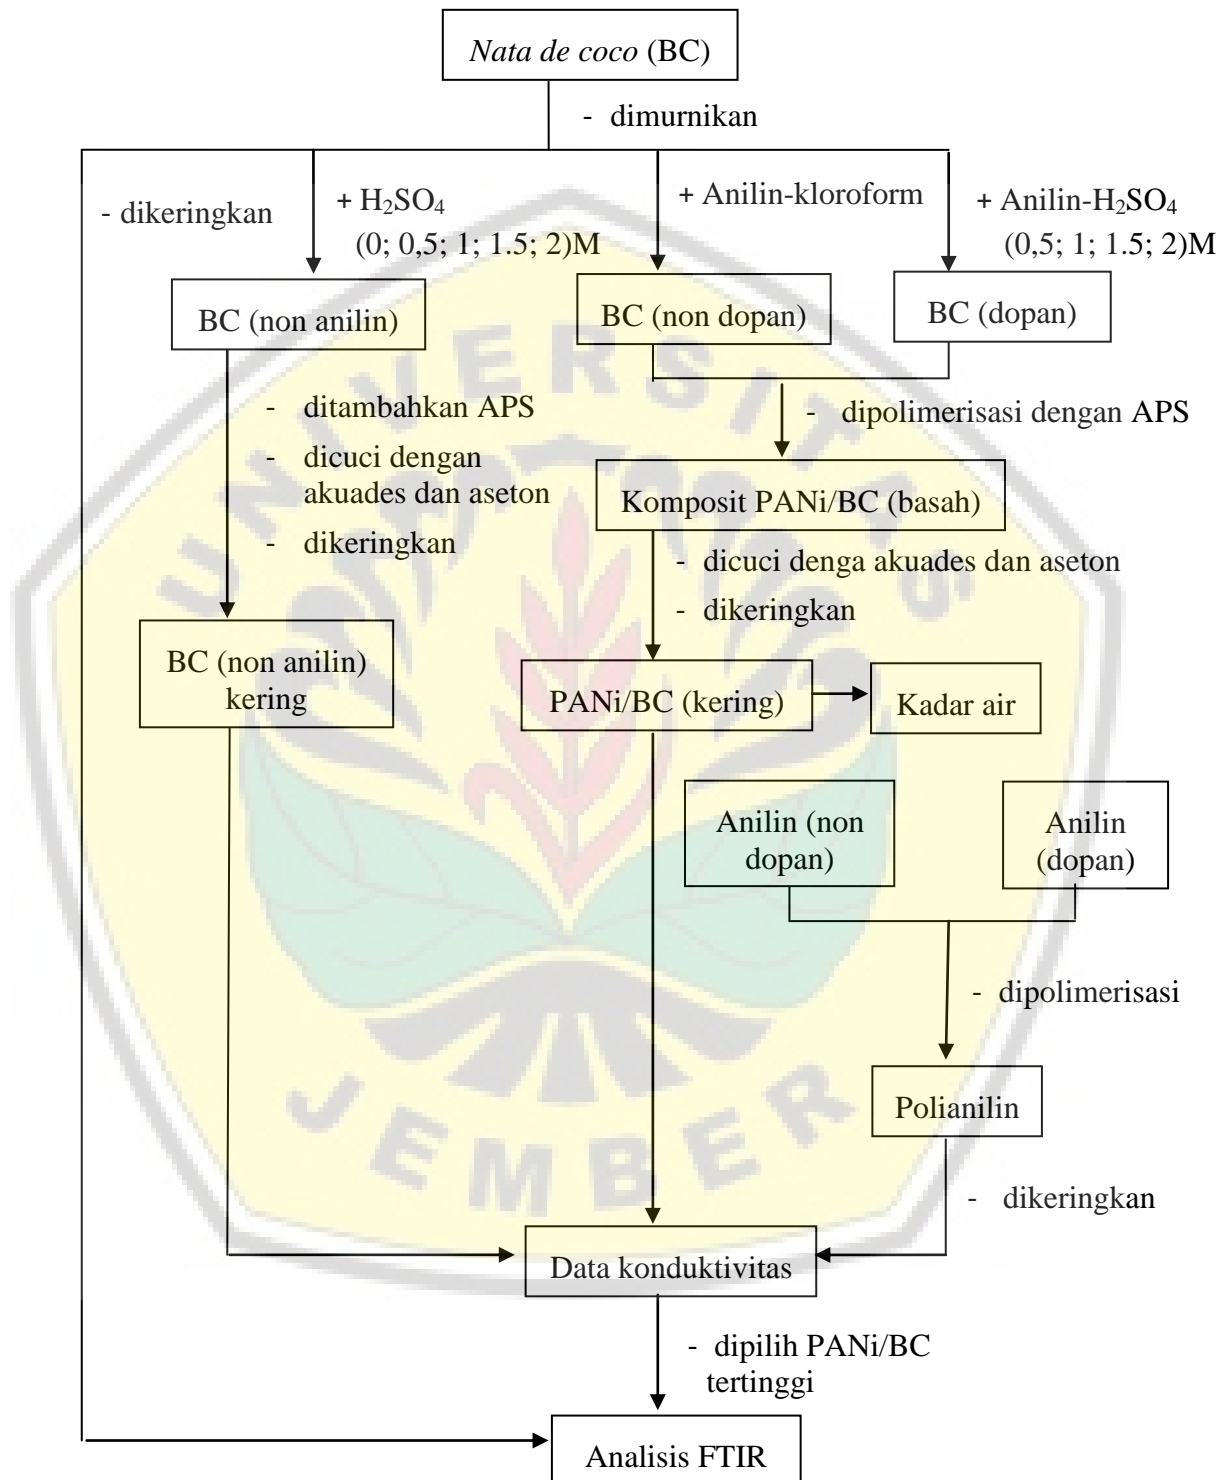 Nata de coco (BC)
- dimurnikan
- dikeringkan
+ H₂SO₄
(0; 0,5; 1; 1.5; 2)M
+ Anilin-kloroform
+ Anilin-H₂SO₄
(0,5; 1; 1.5; 2)M
BC (non anilin)
BC (non dopan)
BC (dopan)
- ditambahkan APS
- dicuci dengan
akuades dan aseton
- dikeringkan
- dipolimerisasi dengan APS
Komposit PANi/BC (basah)
- dicuci denga akuades dan aseton
- dikeringkan
BC (non anilin)
kering
PANi/BC (kering)
Kadar air
Anilin (non
dopan)
Anilin
(dopan)
- dipolimerisasi
Polianilin
- dikeringkan
Data konduktivitas
- dipilih PANi/BC
tertinggi
Analisis FTIR
UNIVERSITAS
JEMBER